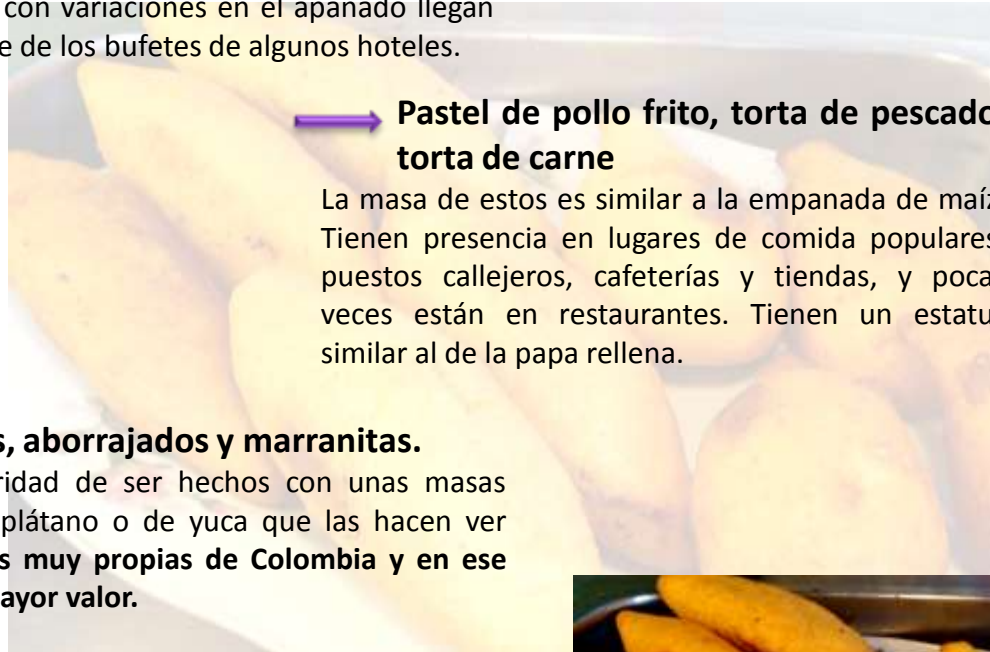 con variaciones en el apanado llegan
de los bufetes de algunos hoteles.
Pastel de pollo frito, torta de pescado
torta de carne
La masa de estos es similar a la empanada de maíz
Tienen presencia en lugares de comida populares
puestos callejeros, cafeterías y tiendas, y poca
veces están en restaurantes. Tienen un estatu
similar al de la papa rellena.
s, aborrajados y marranitas.
ridad de ser hechos con unas masas
plátano o de yuca que las hacen ver
s muy propias de Colombia y en ese
ayor valor.